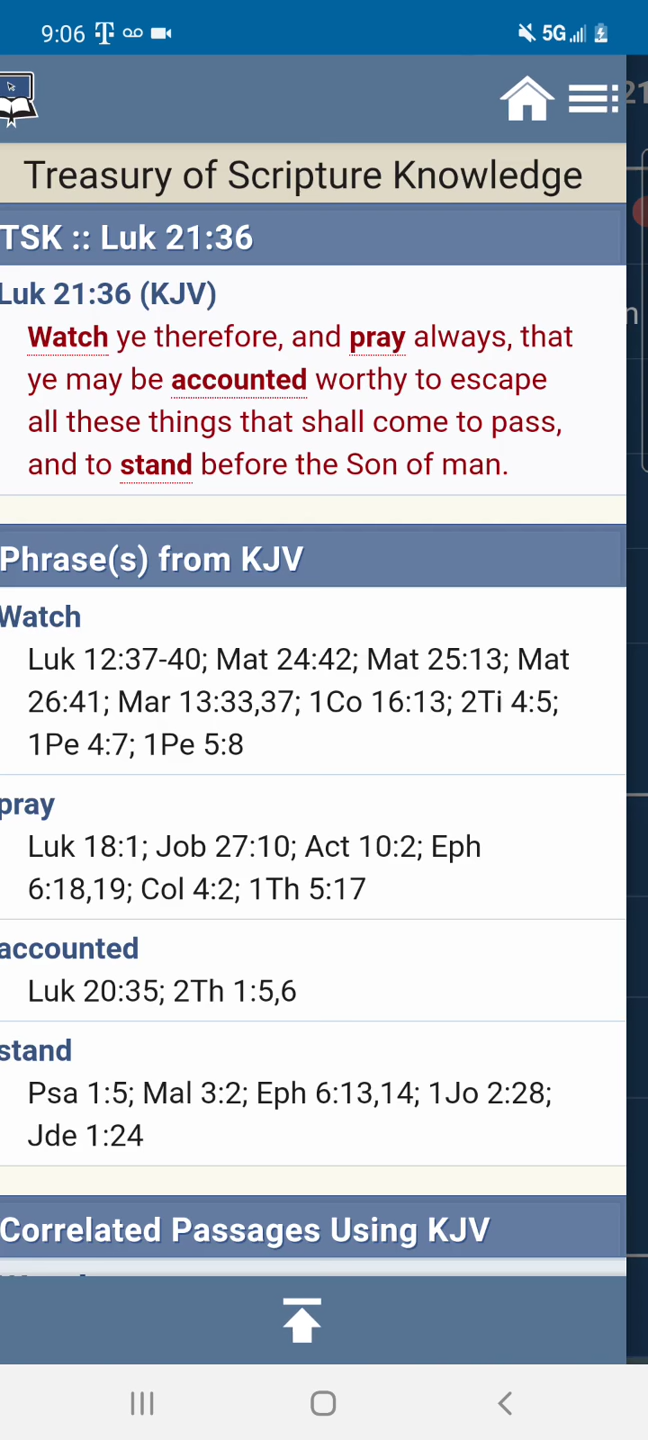 9:06
5G
21
Treasury of Scripture Knowledge
TSK :: Luk 21:36
Luk 21:36 (KJV)
Watch ye therefore, and pray always, that
ye may be accounted worthy to escape
all these things that shall come to pass,
and to stand before the Son of man.
n
Phrase(s) from KJV
Watch
Luk 12:37-40; Mat 24:42; Mat 25:13; Mat
26:41; Mar 13:33,37; 1Co 16:13; 2Ti 4:5;
1Pe 4:7; 1Pe 5:8
pray
Luk 18:1; Job 27:10; Act 10:2; Eph
6:18,19; Col 4:2; 1Th 5:17
accounted
Luk 20:35; 2Th 1:5,6
stand
Psa 1:5; Mal 3:2; Eph 6:13,14; 1Jo 2:28;
Jde 1:24
Correlated Passages Using KJV